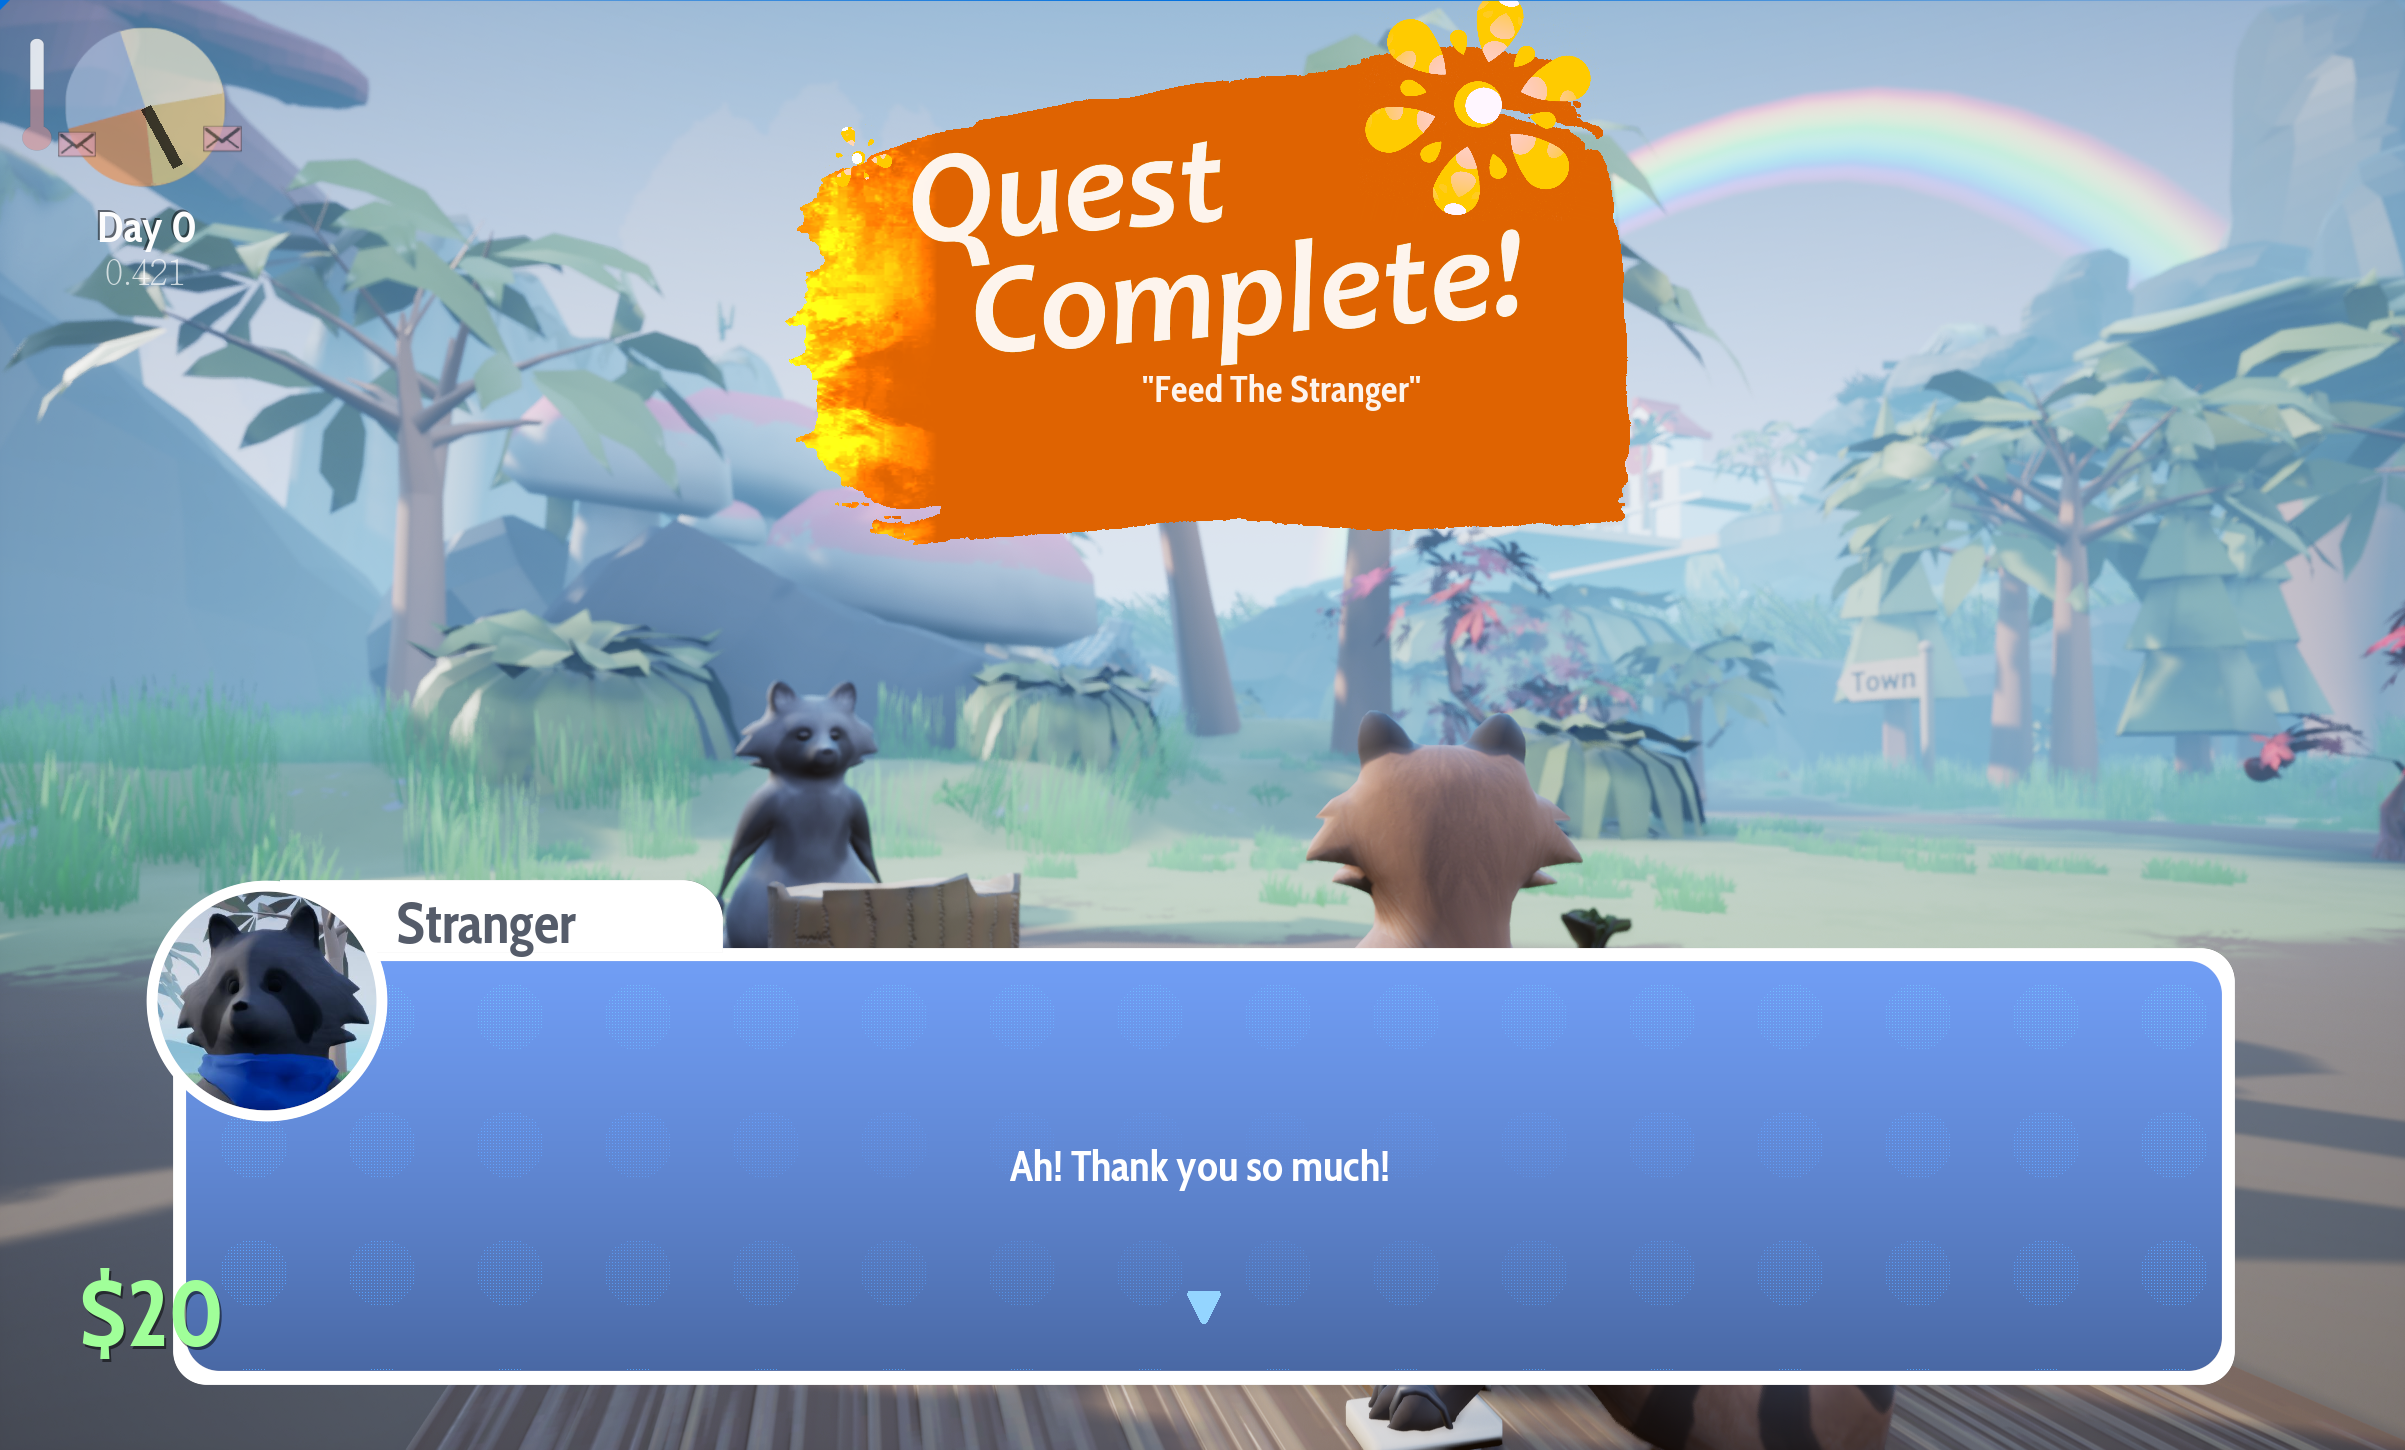 Day 0
0.421
Quest
Complete!
"Feed The Stranger"
Town
Stranger
Ah! Thank you so much!
$20